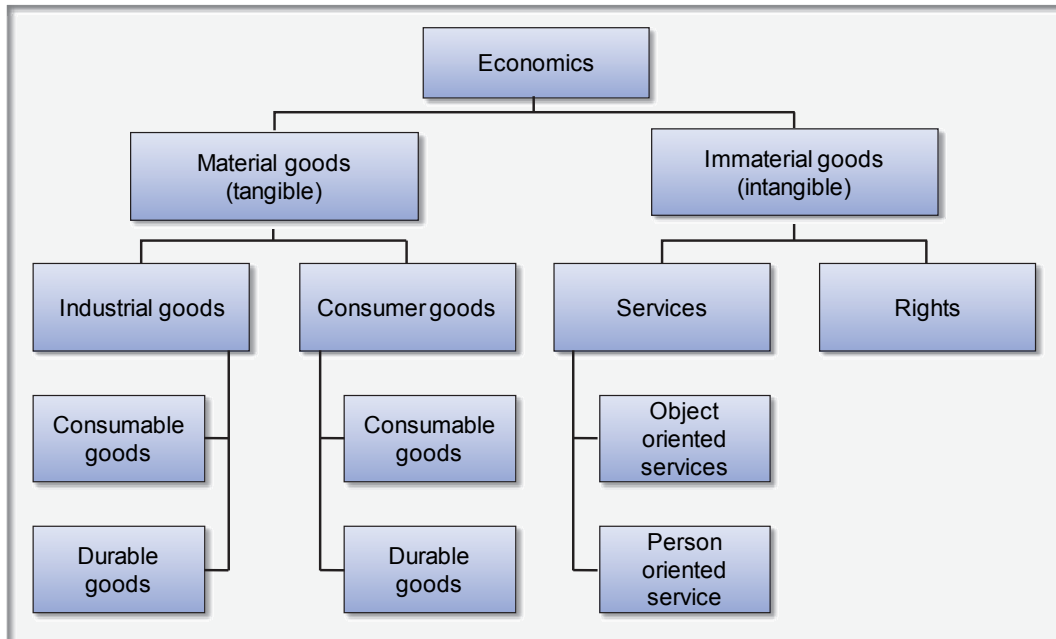 Economics
Material goods
(tangible)
Immaterial goods
(intangible)
Industrial goods
Consumer goods
Services
Rights
Consumable
goods
Consumable
goods
Object
oriented
services
Durable
goods
Durable
goods
Person
oriented
service